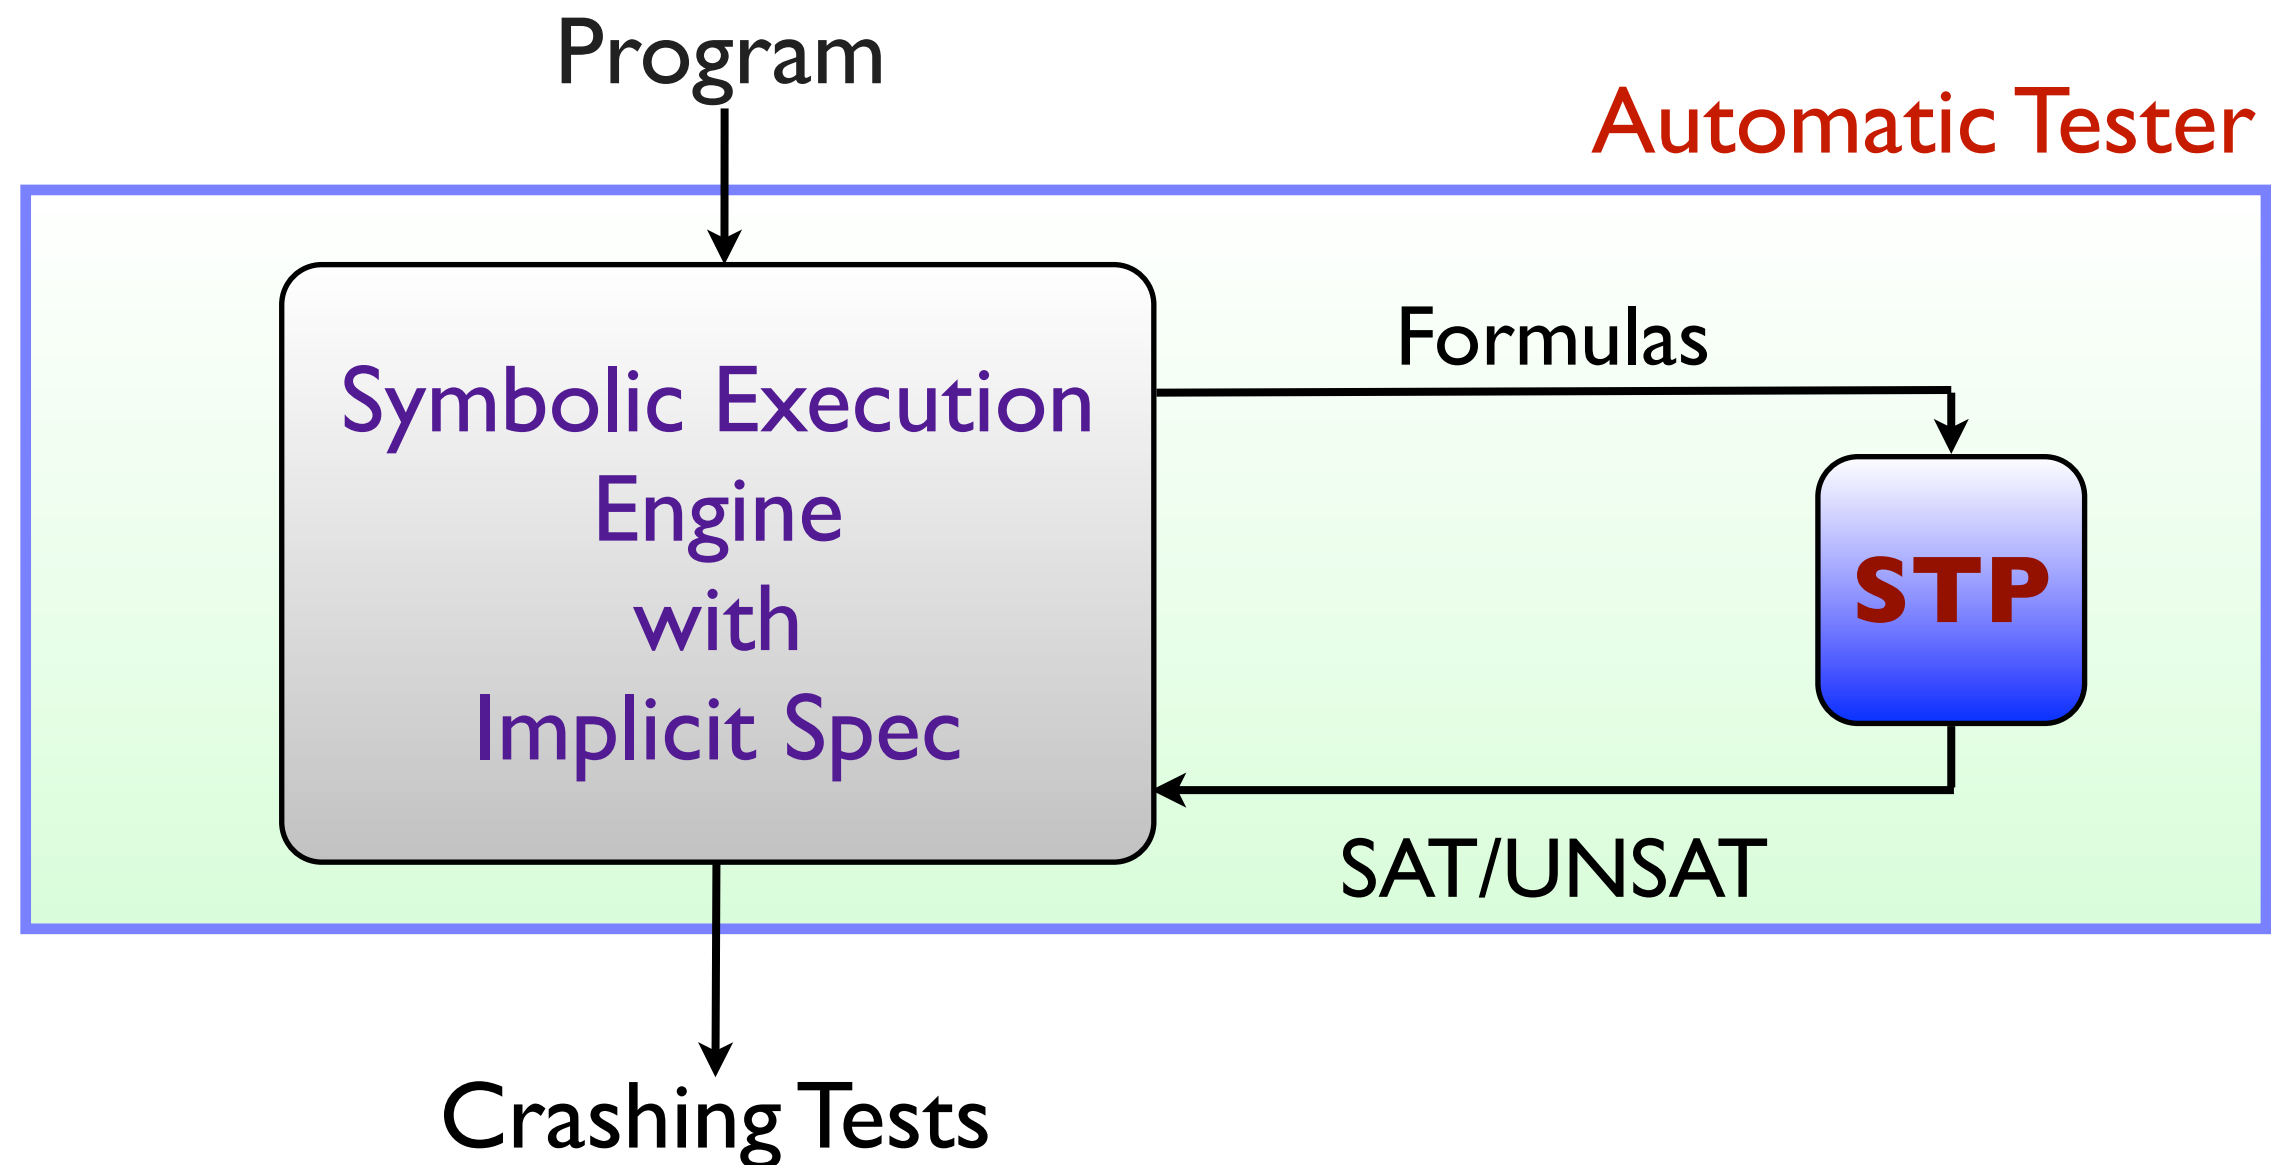 Program
Automatic Tester
Symbolic Execution
Engine
with
Implicit Spec
Formulas
STP
SAT/UNSAT
Crashing Tests